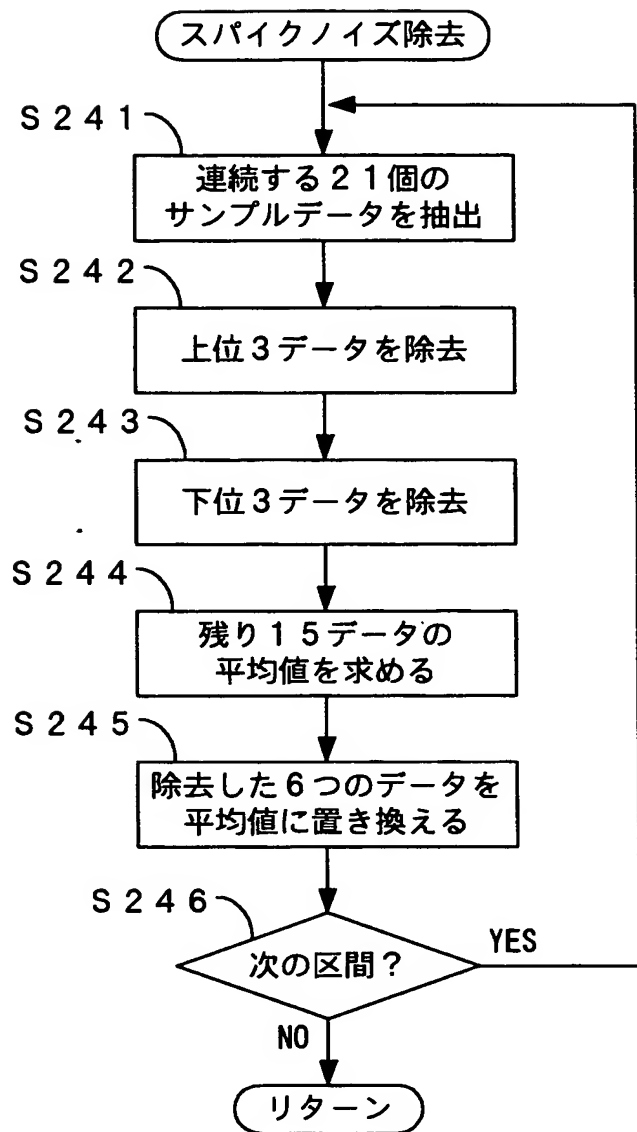 スパイクノイズ除去
S241
連続する21個の
サンプルデータを抽出
S242
上位3データを除去
S243
下位3データを除去
S244
残り15データの
平均値を求める
S245
除去した6つのデータを
平均値に置き換える
S246
次の区間?
YES
NO
リターン